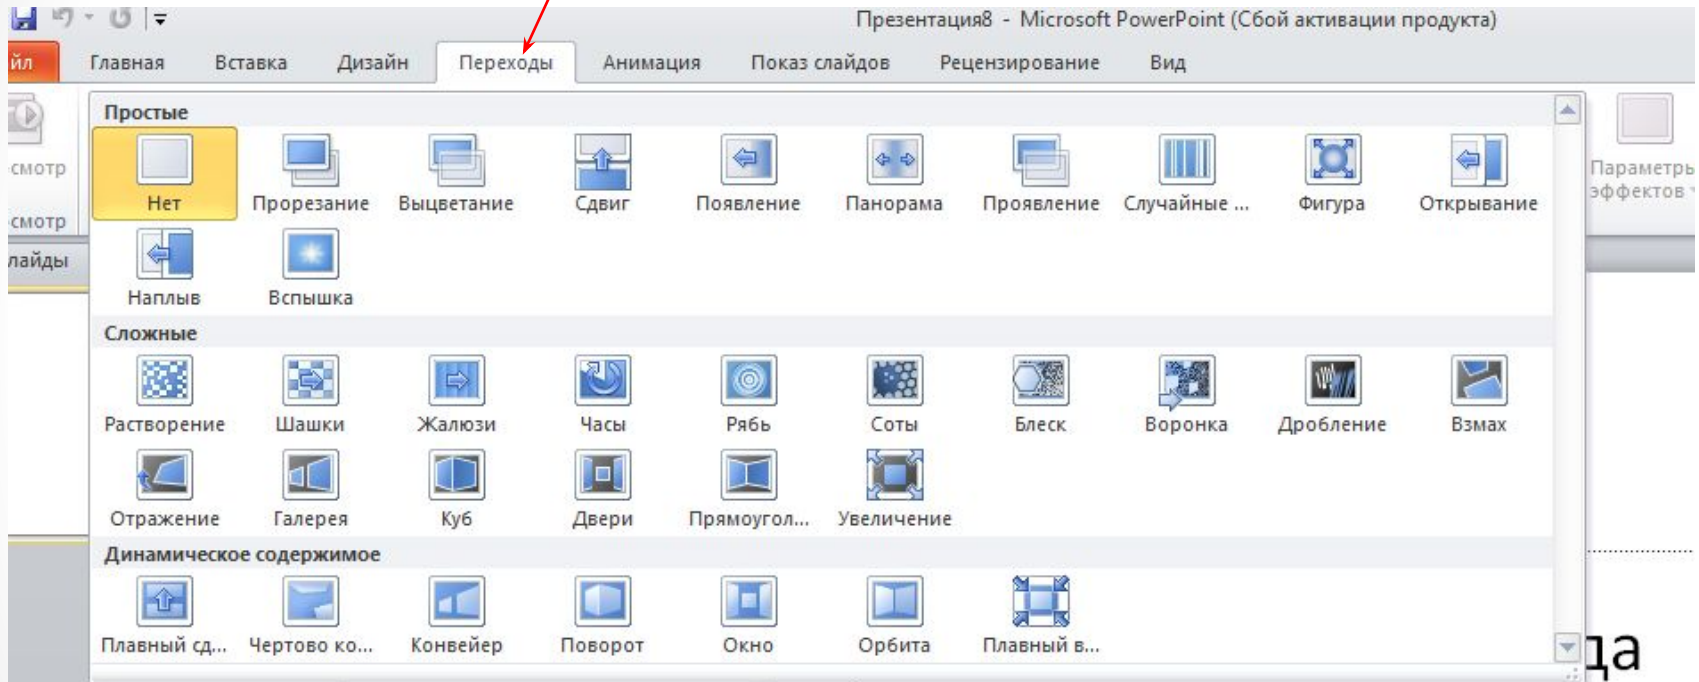 Презентация8 - Microsoft PowerPoint (Сбой активации продукта)
йл Главная Вставка Дизайн Переходы Анимация Показ слайдов Рецензирование Вид
Простые
смотр
Параметры
эффектов
Нет Прорезание Выцветание Сдвиг Появление Панорама Проявление Случайные ... Фигура Открывание
смотр
лайды
Наплыв Вспышка
Сложные
Растворение Шашки Жалюзи Часы Рябь Соты Блеск Воронка Дробление Взмах
Отражение Галерея Куб Двери Прямоугол... Увеличение
Динамическое содержимое
Плавный сд... Чертово ко... Конвейер Поворот Окно Орбита Плавный в...
да